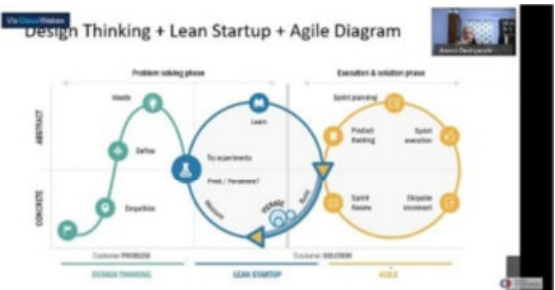 Design Thinking + Lean Startup + Agile Diagram
Problem solving phase
Execution & solution phase
ABSTRACT
CONCRETE
Ideate
Define
Empathize
Learn
Try experiments
Pivot / Persevere?
Measure
Build
Sprint planning
Product
Backlog
Sprint
execution
Sprint
Review
Shippable
increment
Customer PROBLEM
Customer SOLUTION
DESIGN THINKING
LEAN STARTUP
AGILE